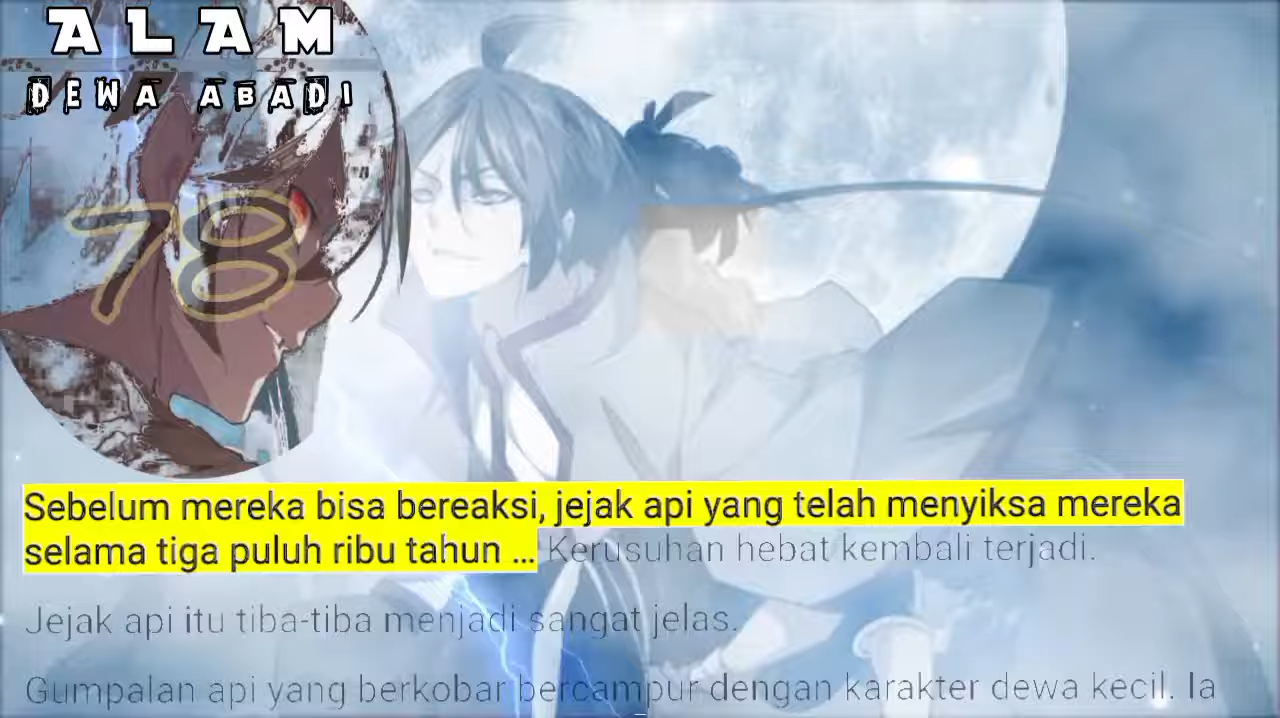 ALAM
DEWA ABADI
78
Sebelum mereka bisa bereaksi, jejak api yang telah menyiksa mereka
selama tiga puluh ribu tahun ... Kerusuhan hebat kembali terjadi.
Jejak api itu tiba-tiba menjadi sangat jelas.
Gumpalan api yang berkobar bercampur dengan karakter dewa kecil. Ia